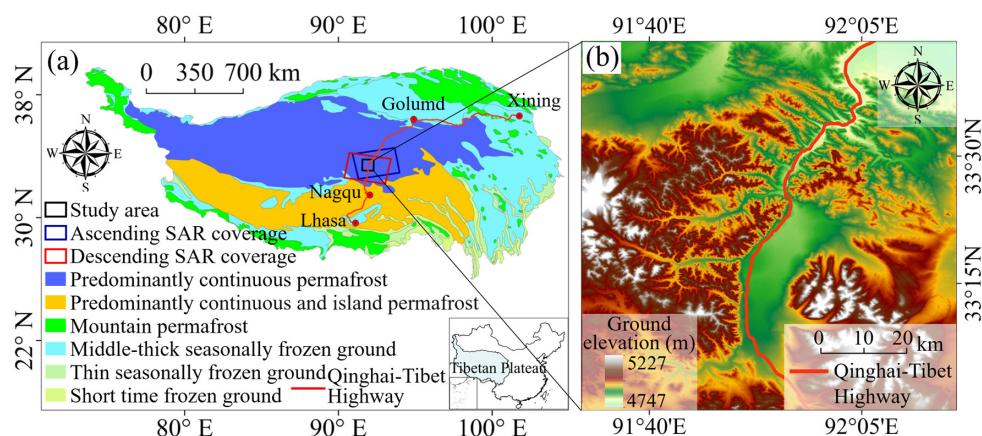 80° E
90° E
100° E
(a)
0 350 700 km
38° N
30° N
22° N
N
W E
S
Golumd
Xining
Nagqu
Lhasa
Study area
Ascending SAR coverage
Descending SAR coverage
Predominantly continuous permafrost
Predominantly continuous and island permafrost
Mountain permafrost
Middle-thick seasonally frozen ground
Thin seasonally frozen ground
Short time frozen ground
Qinghai-Tibet
Highway
Tibetan Plateau
80° E
90° E
100° E
91°40'E
92°05'E
(b)
N
W E
S
33°30'N
33°15'N
Ground
elevation (m)
5227
4747
0 20
km
Qinghai-Tibet
Highway
91°40'E
92°05'E